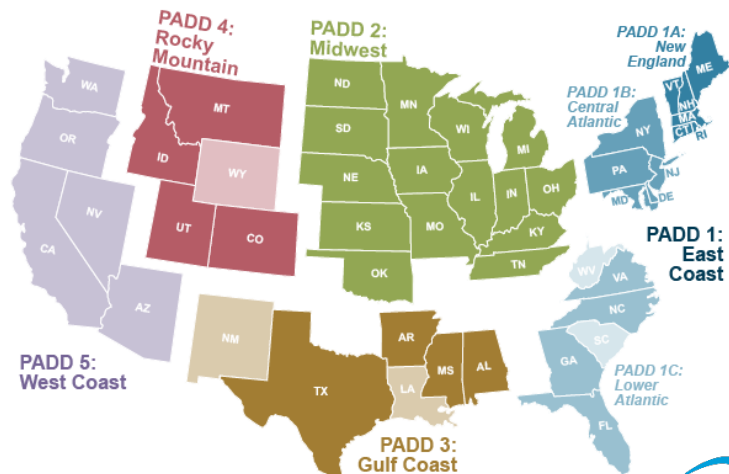 PADD 4:
Rocky
Mountain
PADD 2:
Midwest
PADD 1A:
New
England
PADD 1B:
Central
Atlantic
WA
OR
CA
NV
AZ
MT
ID
WY
UT
CO
ND
SD
NE
KS
OK
MN
IA
MO
WI
IL
MI
IN
OH
KY
TN
ME
VT
NH
MA
CT
RI
NY
PA
NJ
MD
DE
PADD 1:
East
Coast
WV
VA
NC
SC
GA
FL
PADD 1C:
Lower
Atlantic
PADD 5:
West Coast
NM
TX
AR
LA
MS
AL
PADD 3:
Gulf Coast